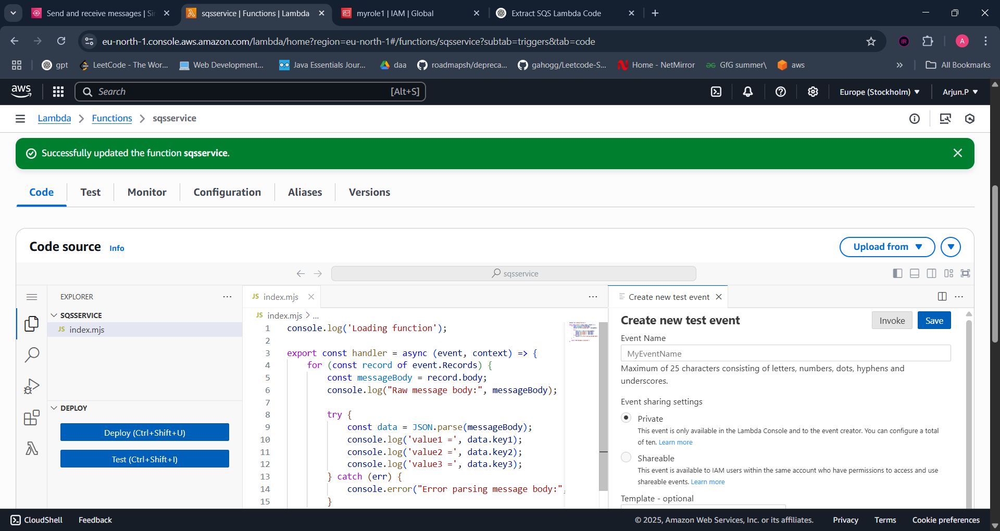 Send and receive messages | Sir
sqsservice | Functions | Lambda
myrole1 | IAM | Global
Extract SQS Lambda Code
eu-north-1.console.aws.amazon.com/lambda/home?region=eu-north-1#/functions/sqsservice?subtab=triggers&tab=code
A
gpt
LeetCode - The Wor...
Web Development...
Java Essentials Jour...
daa
roadmapsh/depreca...
gahogg/Leetcode-S...
Home - NetMirror
GfG summer\
aws
All Bookmarks
aws
Search
[Alt+S]
Europe (Stockholm)
Arjun.P
Lambda
Functions
sqsservice
Successfully updated the function sqsservice.
Code
Test
Monitor
Configuration
Aliases
Versions
Code source
Info
Upload from
sqsservice
EXPLORER
JS index.mjs
Create new test event
SQSSERVICE
JS index.mjs
JS index.mjs > ...
1 console.log('Loading function');
2
3 export const handler = async (event, context) => {
4 for (const record of event.Records) {
5 const messageBody = record.body;
6 console.log("Raw message body:", messageBody);
7
8 try {
9 const data = JSON.parse(messageBody);
10 console.log('value1 =', data.key1);
11 console.log('value2 =', data.key2);
12 console.log('value3 =', data.key3);
13 } catch (err) {
14 console.error("Error parsing message body:",
15 }
DEPLOY
Deploy (Ctrl+Shift+U)
Test (Ctrl+Shift+I)
Create new test event
Invoke
Save
Event Name
MyEventName
Maximum of 25 characters consisting of letters, numbers, dots, hyphens and
underscores.
Event sharing settings
Private
This event is only available in the Lambda Console and to the event creator. You can configure a total
of ten. Learn more
Shareable
This event is available to IAM users within the same account who have permissions to access and use
shareable events. Learn more
Template - optional
CloudShell
Feedback
© 2025, Amazon Web Services, Inc. or its affiliates.
Privacy
Terms
Cookie preferences